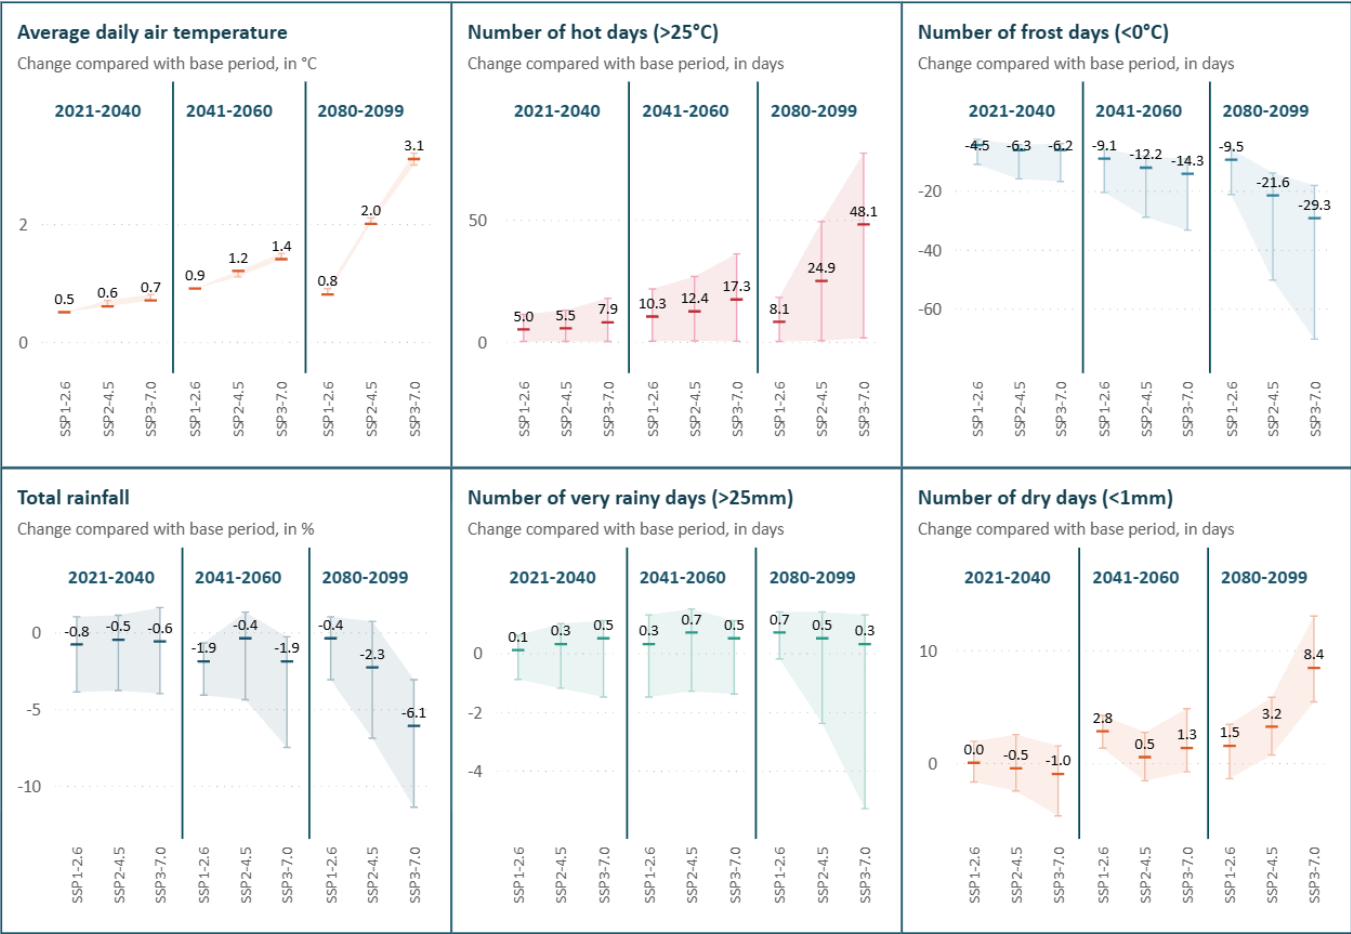 Average daily air temperature
Change compared with base period, in °C
2021-2040 2041-2060 2080-2099
3.1
2.0
2
1.4
1.2
0.9
0.8
0.7
0.6
0.5
0
SSP1-2.6 SSP2-4.5 SSP3-7.0 SSP1-2.6 SSP2-4.5 SSP3-7.0 SSP1-2.6 SSP2-4.5 SSP3-7.0
Number of hot days (>25°C)
Change compared with base period, in days
2021-2040 2041-2060 2080-2099
50
48.1
24.9
5.0 5.5 7.9 10.3 12.4 17.3 8.1
0
SSP1-2.6 SSP2-4.5 SSP3-7.0 SSP1-2.6 SSP2-4.5 SSP3-7.0 SSP1-2.6 SSP2-4.5 SSP3-7.0
Number of frost days (<0°C)
Change compared with base period, in days
2021-2040 2041-2060 2080-2099
-4.5 -6.3 -6.2 -9.1 -12.2 -14.3 -9.5
-21.6
-29.3
-20
-40
-60
SSP1-2.6 SSP2-4.5 SSP3-7.0 SSP1-2.6 SSP2-4.5 SSP3-7.0 SSP1-2.6 SSP2-4.5 SSP3-7.0
Total rainfall
Change compared with base period, in %
2021-2040 2041-2060 2080-2099
0
-0.8 -0.5 -0.6 -1.9 -0.4 -1.9 -0.4 -2.3
-6.1
-5
-10
SSP1-2.6 SSP2-4.5 SSP3-7.0 SSP1-2.6 SSP2-4.5 SSP3-7.0 SSP1-2.6 SSP2-4.5 SSP3-7.0
Number of very rainy days (>25mm)
Change compared with base period, in days
2021-2040 2041-2060 2080-2099
0.1 0.3 0.5 0.3 0.7 0.5 0.7 0.5 0.3
0
-2
-4
SSP1-2.6 SSP2-4.5 SSP3-7.0 SSP1-2.6 SSP2-4.5 SSP3-7.0 SSP1-2.6 SSP2-4.5 SSP3-7.0
Number of dry days (<1mm)
Change compared with base period, in days
2021-2040 2041-2060 2080-2099
10
8.4
0.0 -0.5 -1.0 2.8 0.5 1.3 1.5 3.2
0
SSP1-2.6 SSP2-4.5 SSP3-7.0 SSP1-2.6 SSP2-4.5 SSP3-7.0 SSP1-2.6 SSP2-4.5 SSP3-7.0